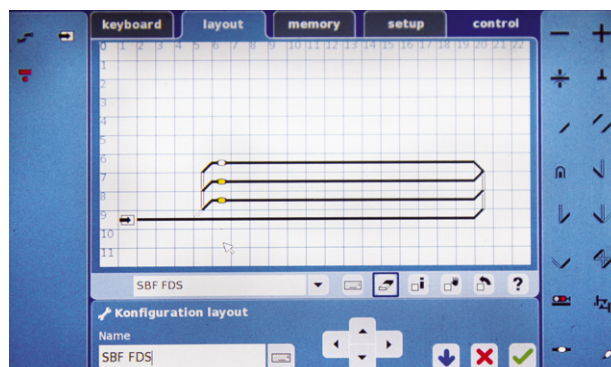 keyboard layout memory setup control
0 1 2 3 4 5 6 7 8 9 10 11 12 13 14 15 16 17 18 19 20 21 22
1
2
3
4
5
6
7
8
9
10
11
SBF FDS
i ?
Konfiguration layout
Name
SBF FDS